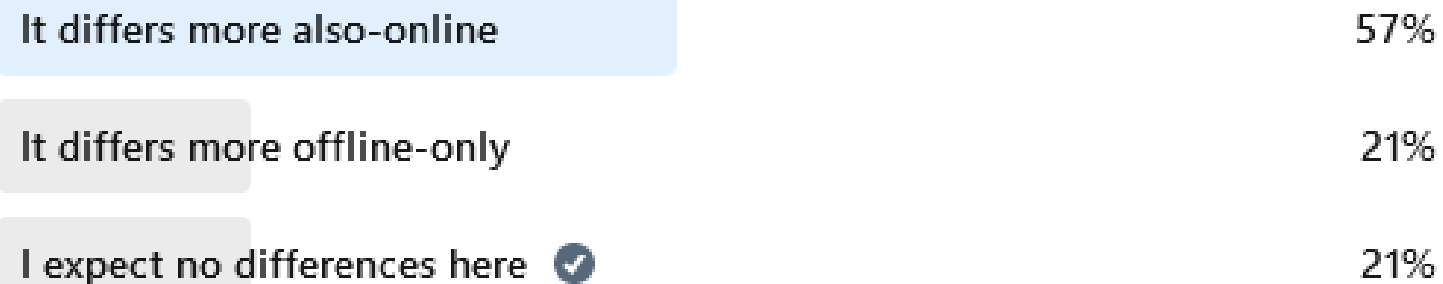 It differs more also-online 57%
It differs more offline-only 21%
I expect no differences here 21%